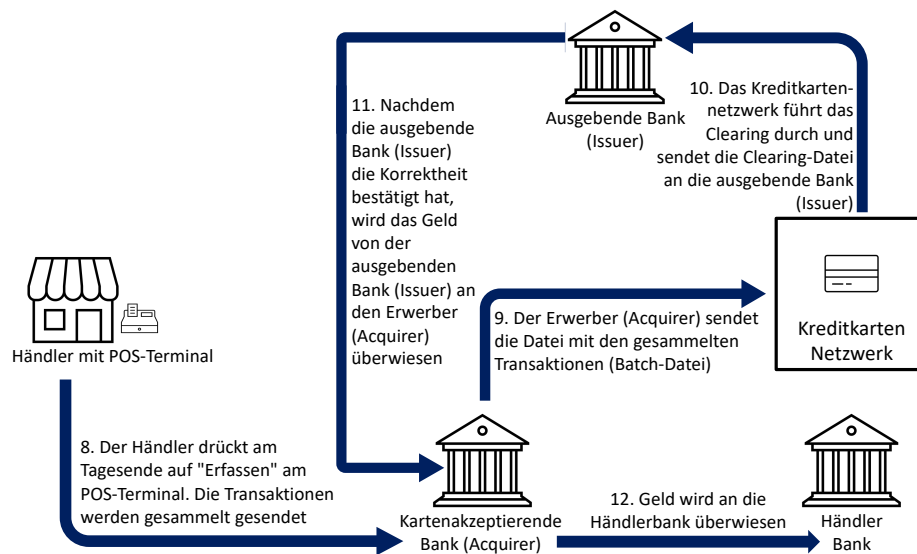 Ausgebende Bank
(Issuer)
10. Das Kreditkarten-
netzwerk führt das
Clearing durch und
sendet die Clearing-Datei
an die ausgebende Bank
(Issuer)
11. Nachdem
die ausgebende
Bank (Issuer)
die Korrektheit
bestätigt hat,
wird das Geld
von der
ausgebenden
Bank (Issuer) an
den Erwerber
(Acquirer)
überwiesen
Händler mit POS-Terminal
9. Der Erwerber (Acquirer) sendet
die Datei mit den gesammelten
Transaktionen (Batch-Datei)
Kreditkarten
Netzwerk
8. Der Händler drückt am
Tagesende auf "Erfassen" am
POS-Terminal. Die Transaktionen
werden gesammelt gesendet
Kartenakzeptierende
Bank (Acquirer)
12. Geld wird an die
Händlerbank überwiesen
Händler
Bank